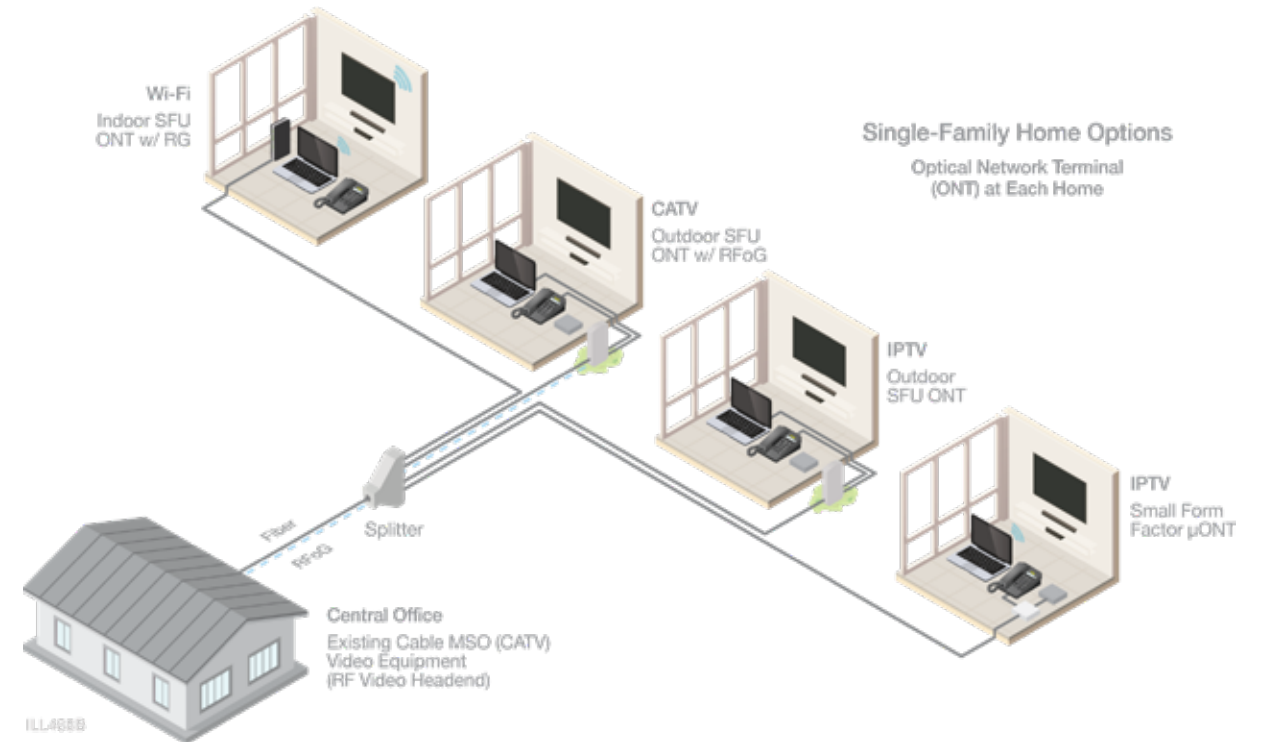 Wi-Fi
Indoor SFU
ONT w/ RG
Single-Family Home Options
Optical Network Terminal
(ONT) at Each Home
CATV
Outdoor SFU
ONT w/ RFoG
IPTV
Outdoor
SFU ONT
IPTV
Small Form
Factor µONT
Splitter
Fiber
RFoG
Central Office
Existing Cable MSO (CATV)
Video Equipment
(RF Video Headend)